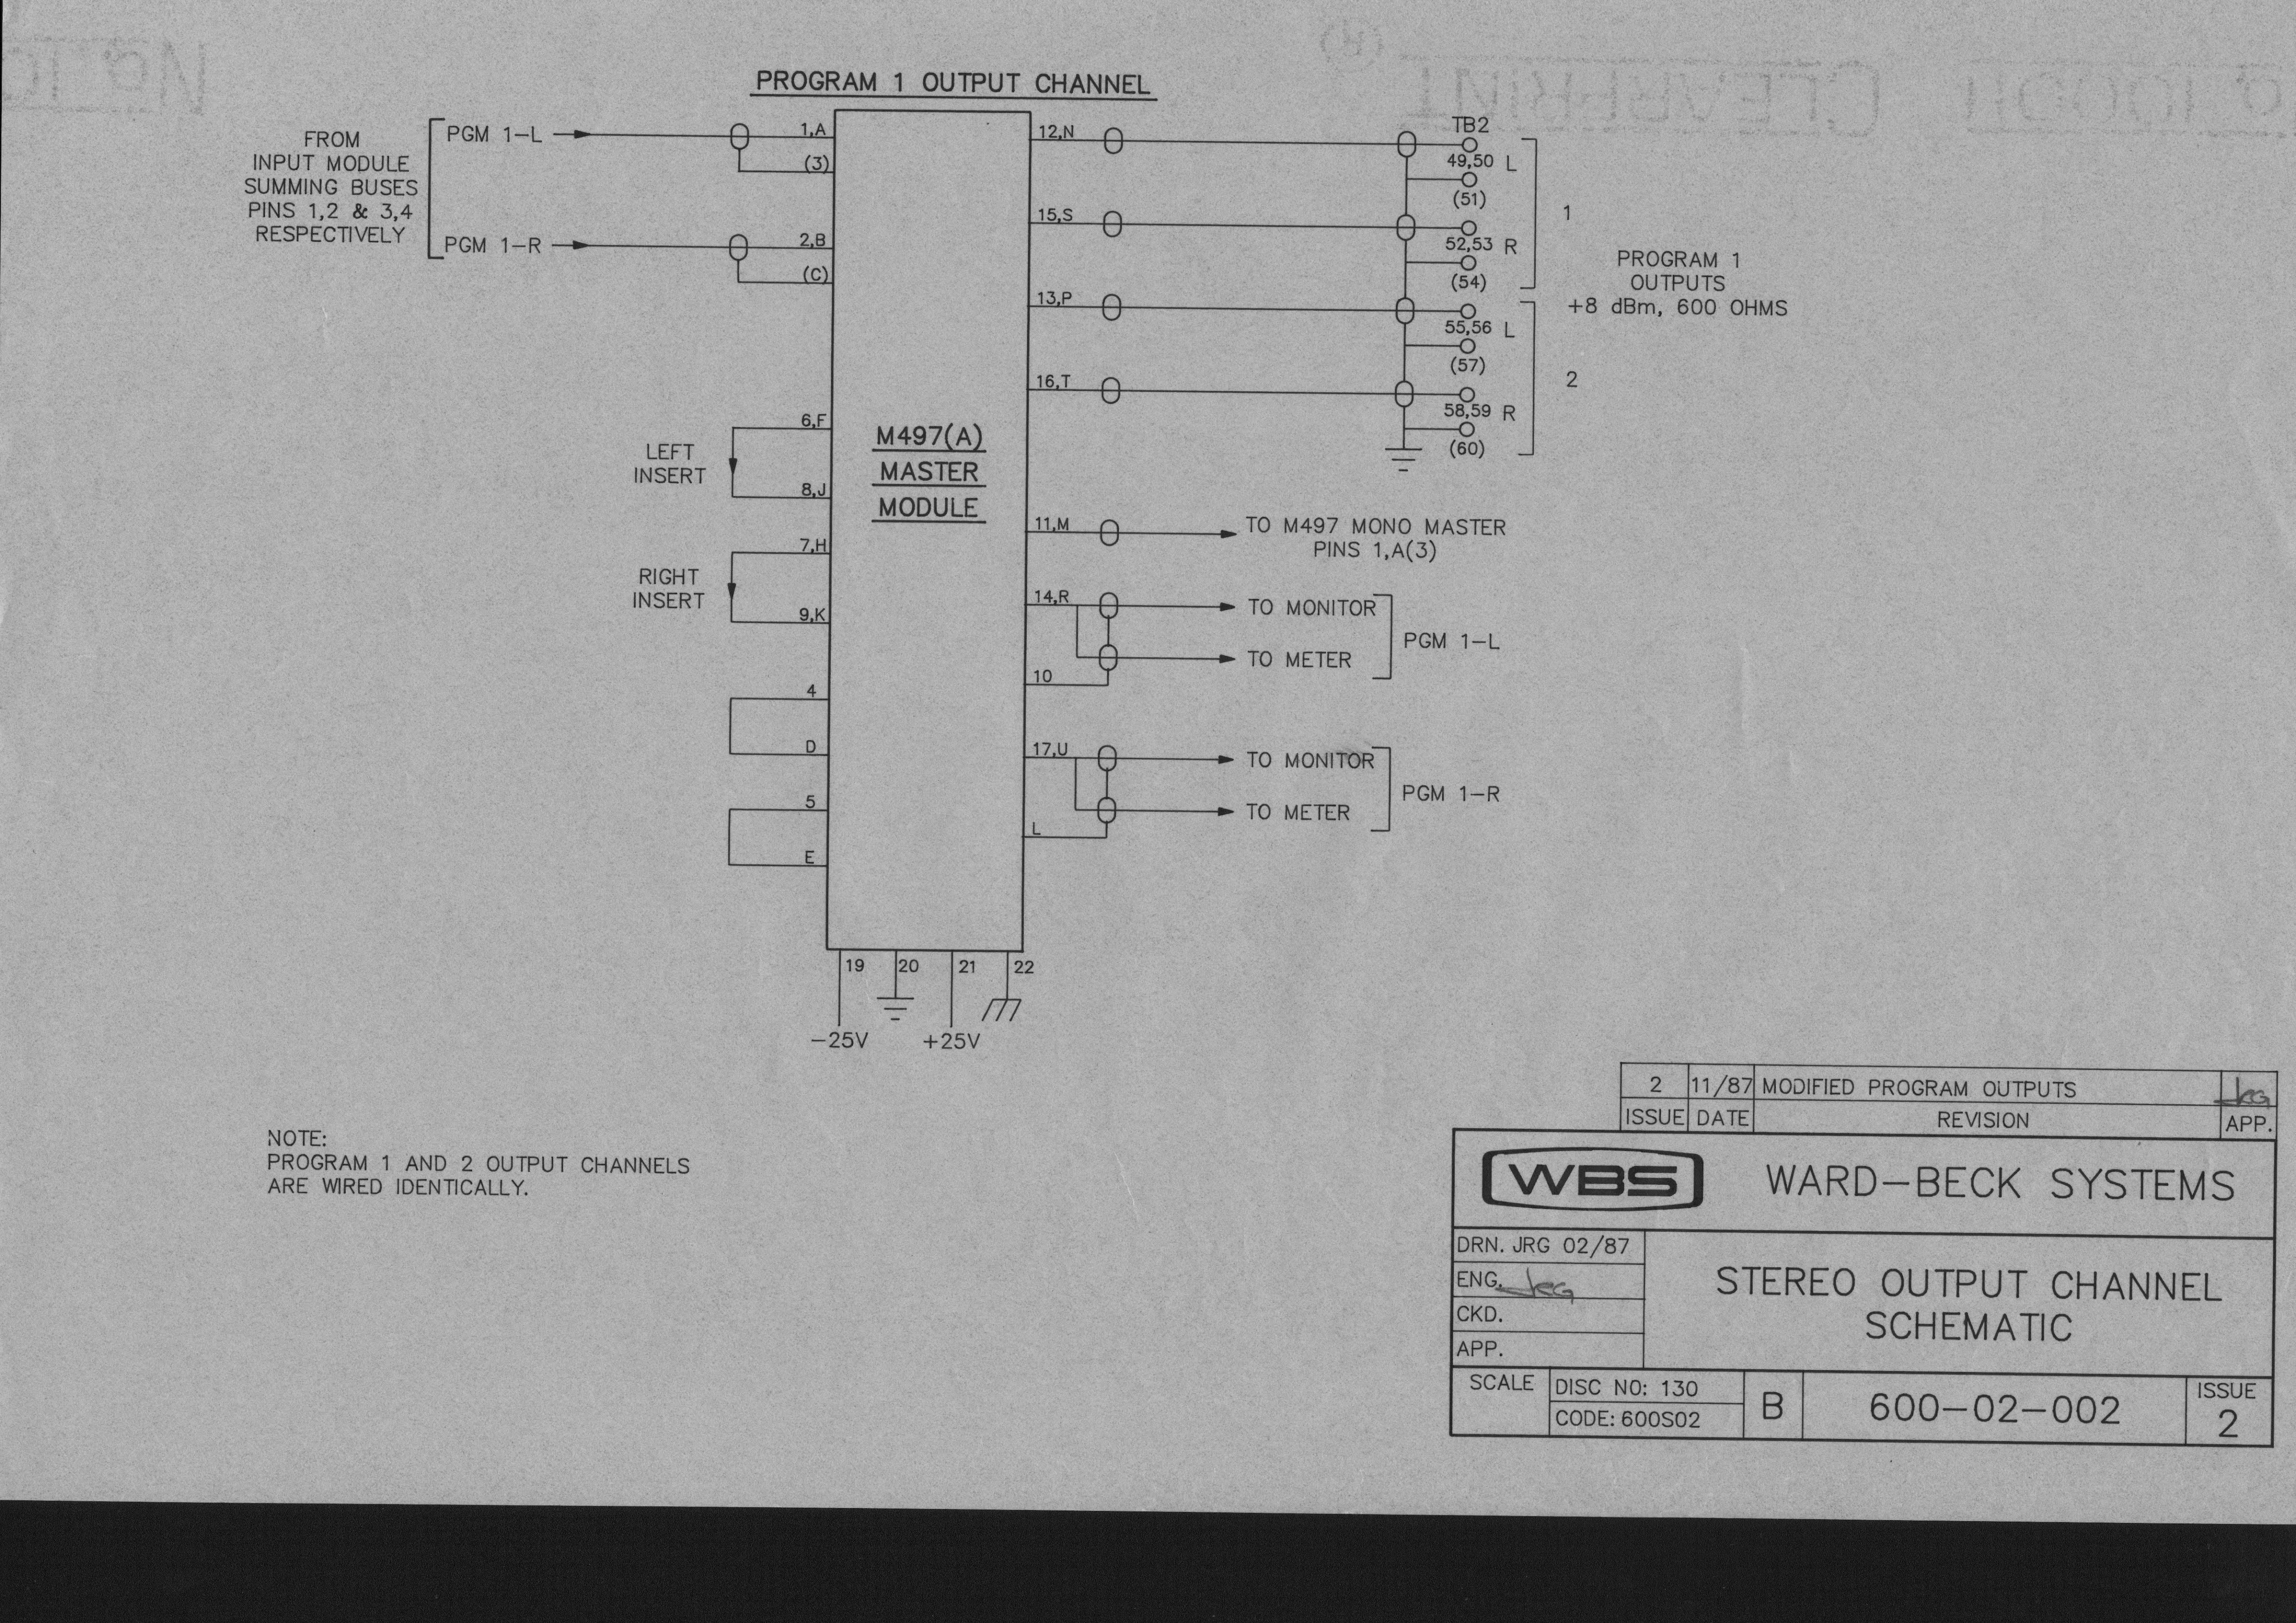 PROGRAM 1 OUTPUT CHANNEL
FROM
INPUT MODULE
SUMMING BUSES
PINS 1,2 & 3,4
RESPECTIVELY
PGM 1-L
PGM 1-R
1,A
(3)
2,B
(C)
6,F
8,J
LEFT
INSERT
7,H
9,K
RIGHT
INSERT
4
D
5
E
M497(A)
MASTER
MODULE
12,N
15,S
13,P
16,T
11,M
14,R
10
17,U
L
TB2
49,50 L
(51)
52,53 R
(54)
55,56 L
(57)
58,59 R
(60)
1
2
PROGRAM 1
OUTPUTS
+8 dBm, 600 OHMS
TO M497 MONO MASTER
PINS 1,A(3)
TO MONITOR
TO METER
PGM 1-L
TO MONITOR
TO METER
PGM 1-R
19
20
21
22
-25V
+25V
NOTE:
PROGRAM 1 AND 2 OUTPUT CHANNELS
ARE WIRED IDENTICALLY.
2 11/87 MODIFIED PROGRAM OUTPUTS JRG
ISSUE DATE REVISION APP.
WBS WARD-BECK SYSTEMS
DRN. JRG 02/87
ENG. JRG
CKD.
APP.
STEREO OUTPUT CHANNEL
SCHEMATIC
SCALE
DISC NO: 130
CODE: 600S02
B
600-02-002
ISSUE
2